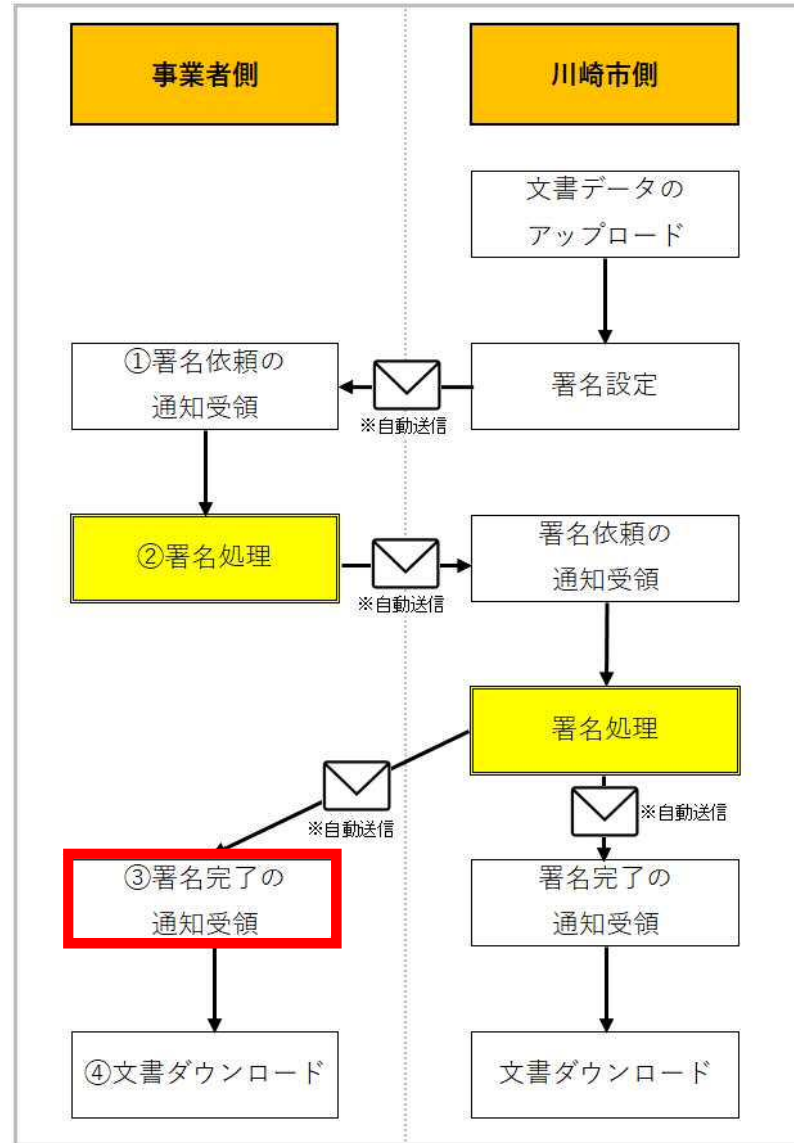 事業者側
川崎市側
文書データの
アップロード
①署名依頼の
通知受領
※自動送信
署名設定
②署名処理
※自動送信
署名依頼の
通知受領
署名処理
※自動送信
※自動送信
③署名完了の
通知受領
署名完了の
通知受領
④文書ダウンロード
文書ダウンロード